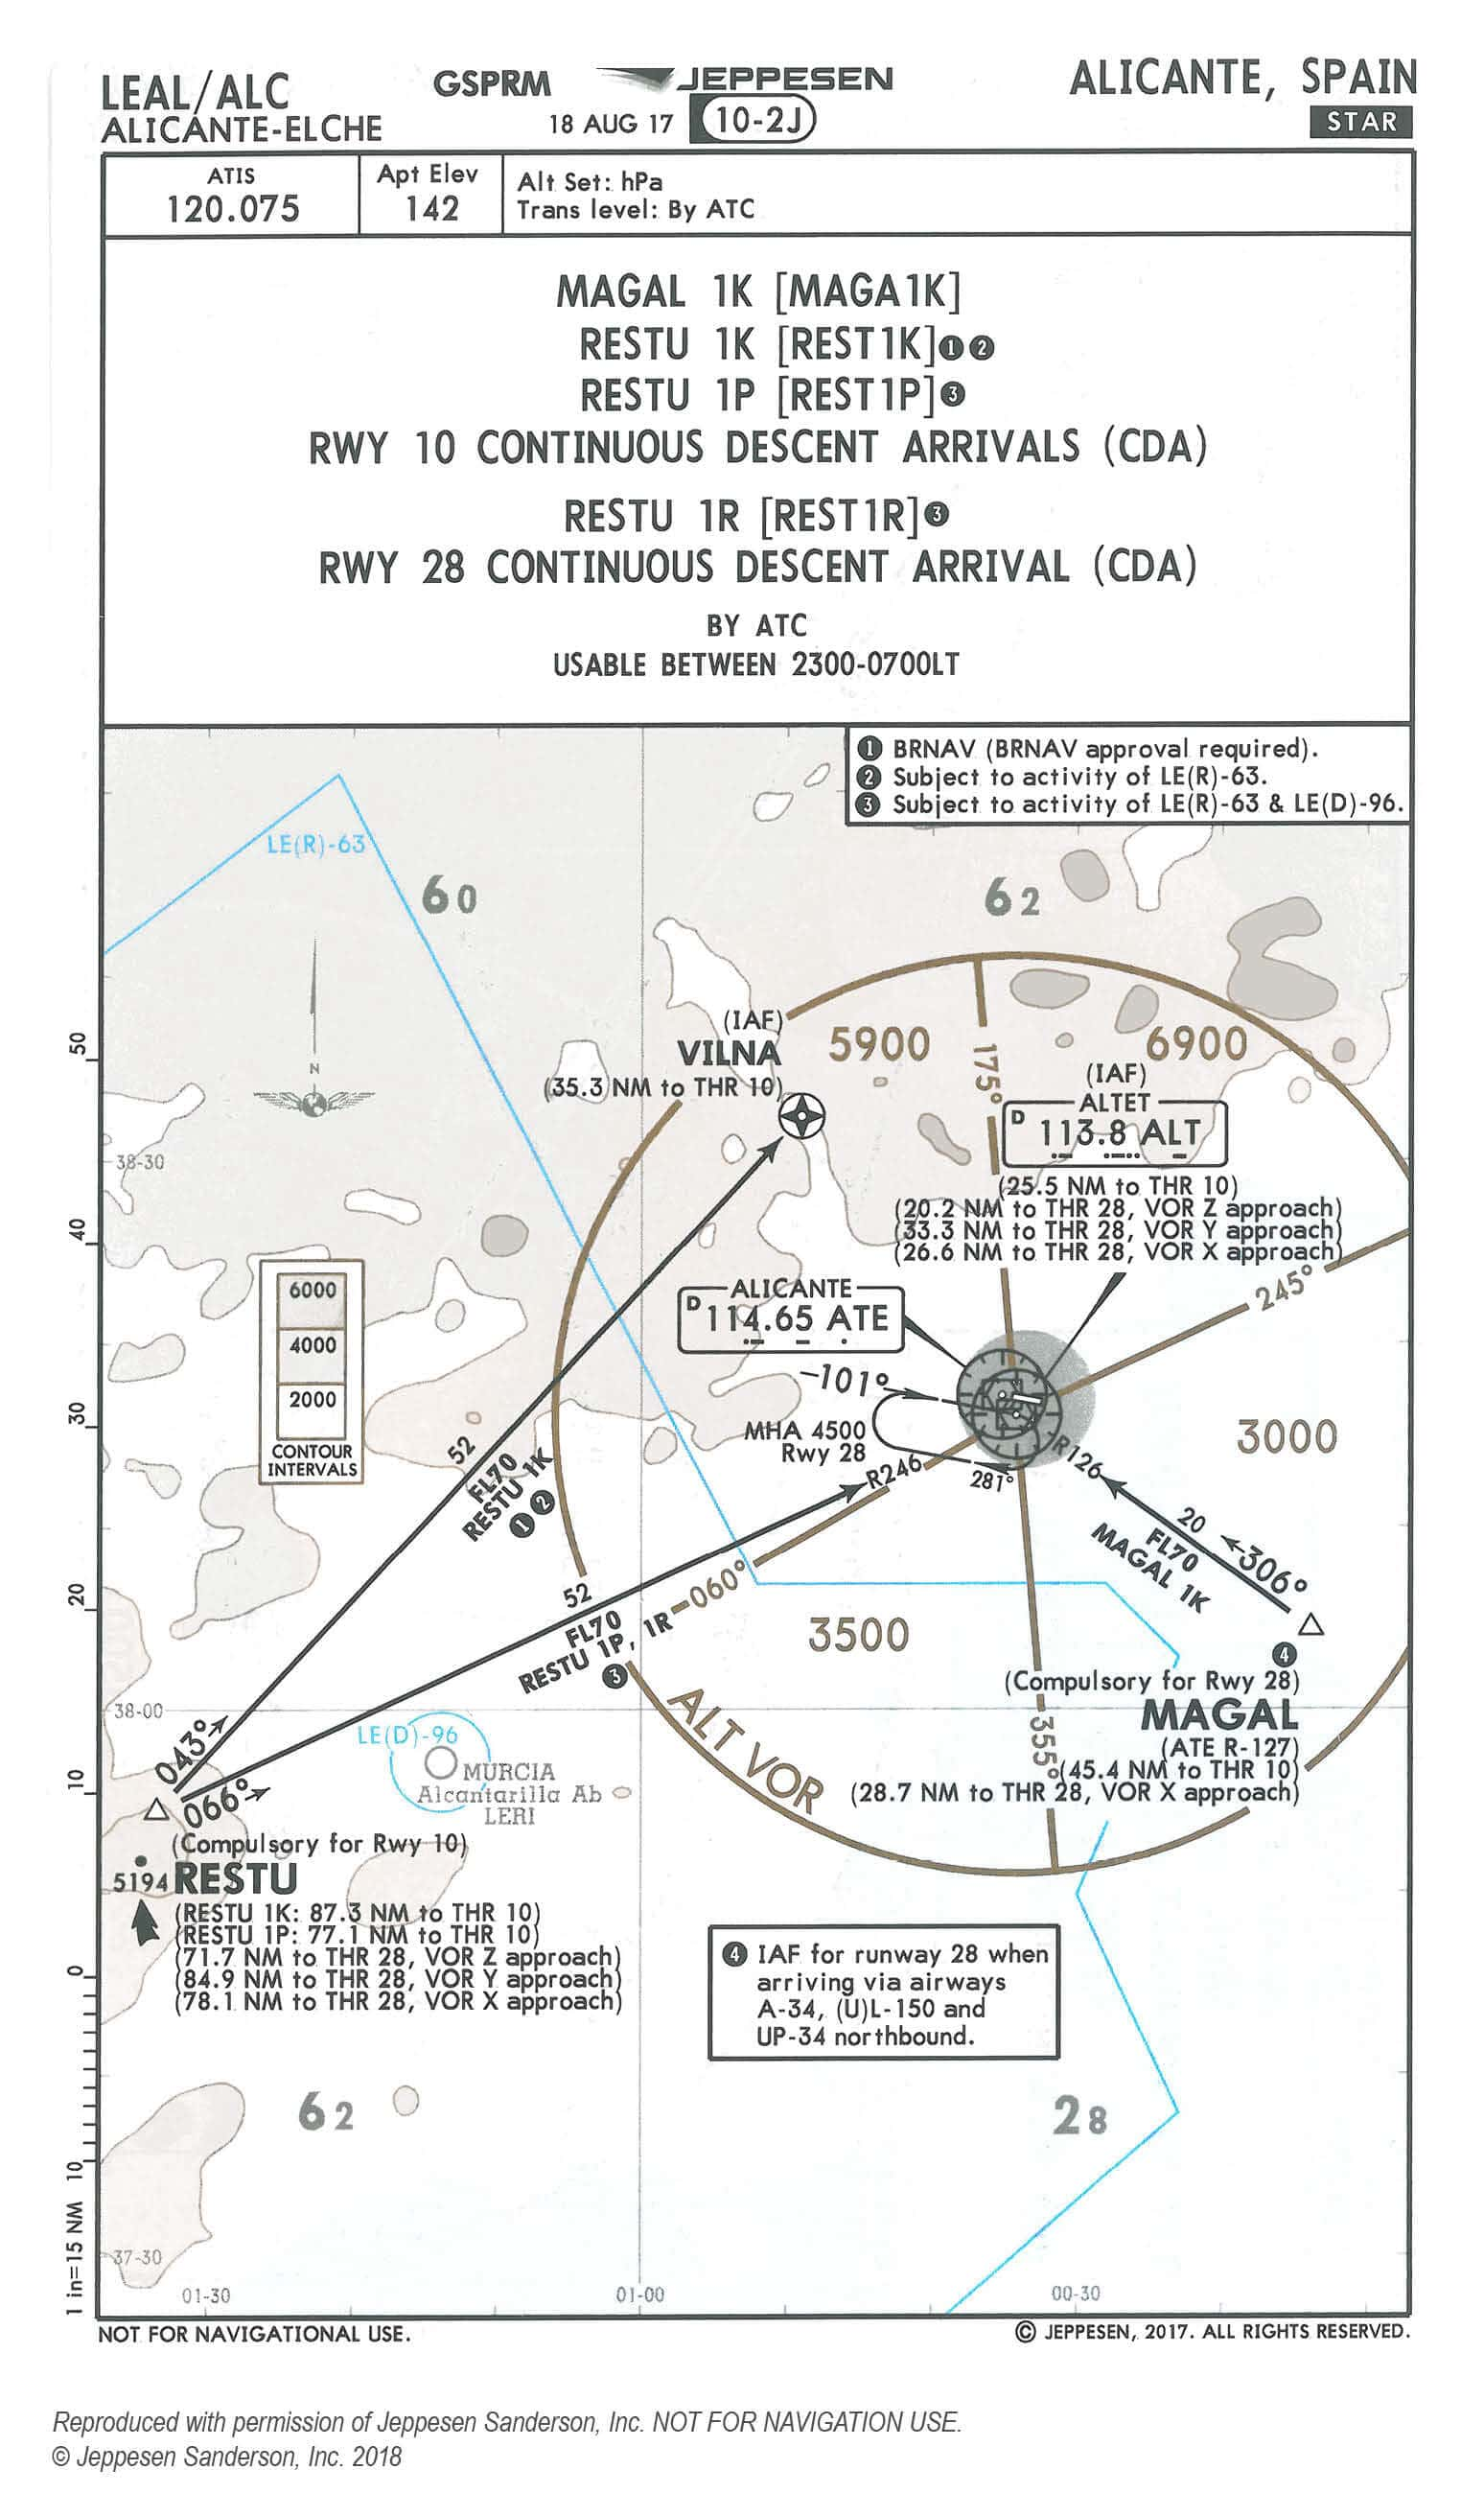 LEAL/ALC
ALICANTE-ELCHE
GSPRM
JEPPESEN
18 AUG 17
10-2J
ALICANTE, SPAIN
STAR
ATIS
120.075
Apt Elev
142
Alt Set: hPa
Trans level: By ATC
MAGAL 1K [MAGA1K]
RESTU 1K [REST1K]❶❷
RESTU 1P [REST1P]❸
RWY 10 CONTINUOUS DESCENT ARRIVALS (CDA)
RESTU 1R [REST1R]❸
RWY 28 CONTINUOUS DESCENT ARRIVAL (CDA)
BY ATC
USABLE BETWEEN 2300-0700LT
❶ BRNAV (BRNAV approval required).
❷ Subject to activity of LE(R)-63.
❸ Subject to activity of LE(R)-63 & LE(D)-96.
LE(R)-63
60
62
N
(IAF)
VILNA
(35.3 NM to THR 10)
5900
175°
6900
(IAF)
ALTET
D 113.8 ALT
(25.5 NM to THR 10)
(20.2 NM to THR 28, VOR Z approach)
(33.3 NM to THR 28, VOR Y approach)
(26.6 NM to THR 28, VOR X approach)
50
38-30
40
245°
6000
4000
2000
CONTOUR
INTERVALS
ALICANTE
D 114.65 ATE
101°
MHA 4500
Rwy 28
281°
R246
R126
3000
30
52
FL70
RESTU 1K
❶❷
20
FL70
MAGAL 1K
306°
20
52
FL70
RESTU 1P, 1R
❸
060°
3500
❹
(Compulsory for Rwy 28)
MAGAL
(ATE R-127)
(45.4 NM to THR 10)
(28.7 NM to THR 28, VOR X approach)
355°
ALT VOR
38-00
LE(D)-96
MURCIA
Alcantarilla Ab
LERI
10
043°
066°
(Compulsory for Rwy 10)
5194
RESTU
(RESTU 1K: 87.3 NM to THR 10)
(RESTU 1P: 77.1 NM to THR 10)
(71.7 NM to THR 28, VOR Z approach)
(84.9 NM to THR 28, VOR Y approach)
(78.1 NM to THR 28, VOR X approach)
0
❹ IAF for runway 28 when
arriving via airways
A-34, (U)L-150 and
UP-34 northbound.
62
28
10
1 in=15 NM
37-30
01-30
01-00
00-30
NOT FOR NAVIGATIONAL USE.
© JEPPESEN, 2017. ALL RIGHTS RESERVED.
Reproduced with permission of Jeppesen Sanderson, Inc. NOT FOR NAVIGATION USE.
© Jeppesen Sanderson, Inc. 2018